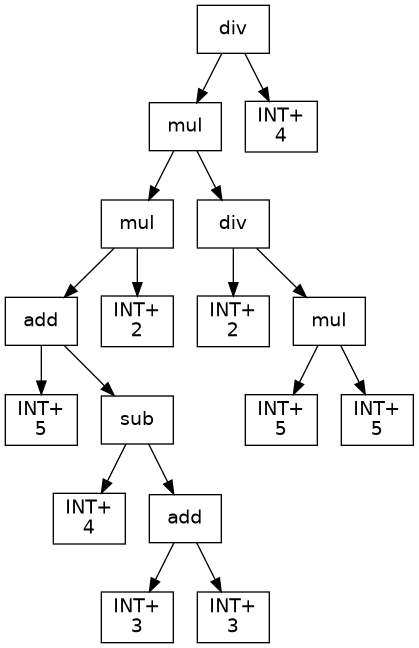 div
mul
INT+
4
mul
div
add
INT+
2
INT+
2
mul
INT+
5
sub
INT+
5
INT+
5
INT+
4
add
INT+
3
INT+
3